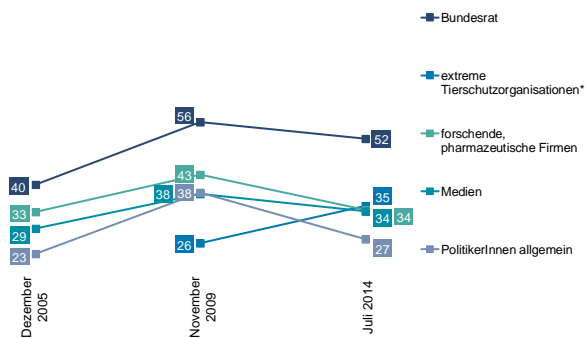 Bundesrat
extreme
Tierschutzorganisationen*
forschende,
pharmazeutische Firmen
Medien
PolitikerInnen allgemein
40
56
52
33
43
34
29
38
34
23
38
27
26
35
Dezember
2005
November
2009
Juli 2014